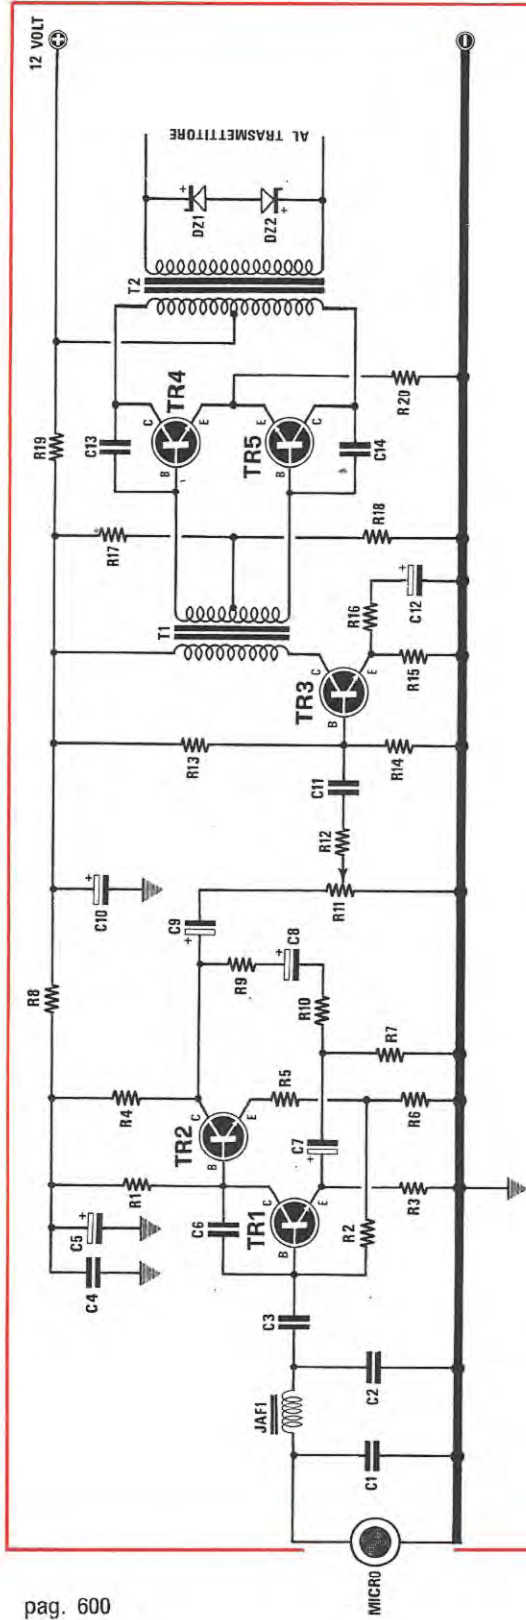 12 VOLT
+
-
AL TRASMETTITORE
DZ1
+
DZ2
+
T2
C13
C
TR4
B
E
TR5
B
E
C
C14
R20
R19
R17
R18
T1
R16
+
C12
C
TR3
B
E
R15
R13
C11
R14
R12
R11
C10
+
C9
+
R9
+
C8
R10
R7
R8
R4
C
TR2
B
E
R5
C7
+
R6
R1
C6
C
TR1
B
E
R2
R3
C5
+
C4
C3
JAF1
C2
C1
MICRO
pag. 600